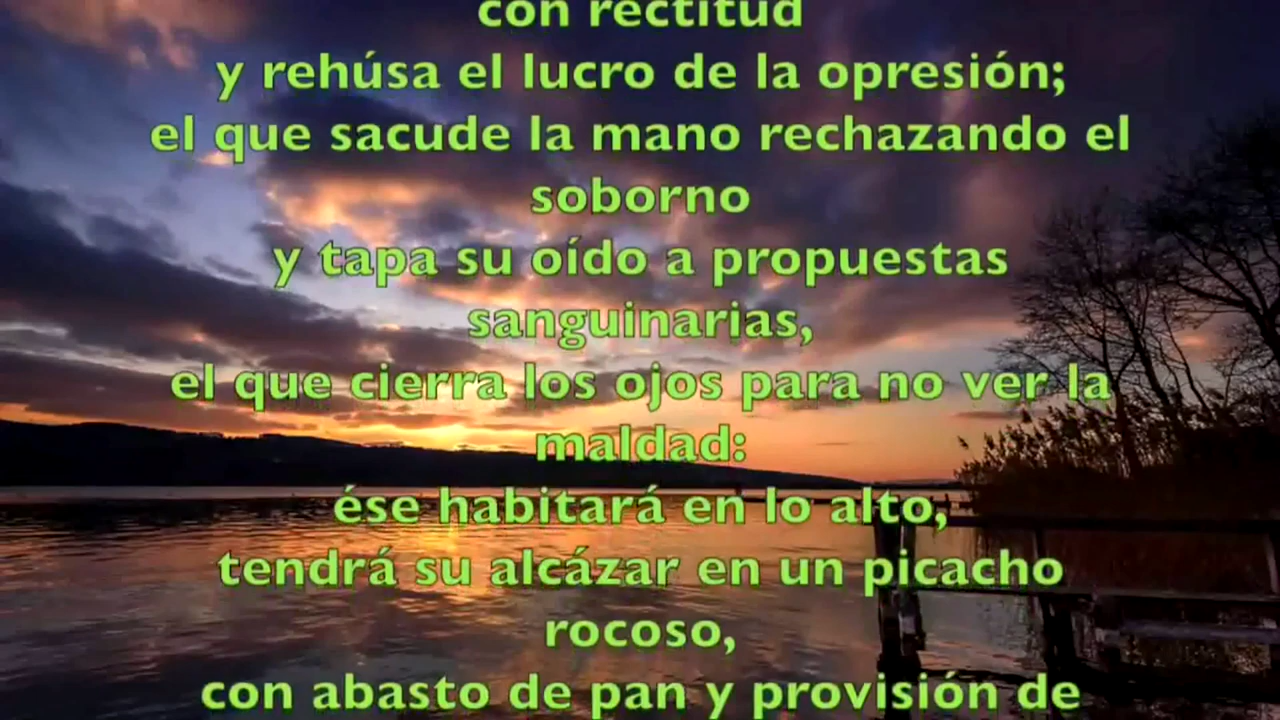 con rectitud
y rehúsa el lucro de la opresión;
el que sacude la mano rechazando el
soborno
y tapa su oído a propuestas
sanguinarias,
el que cierra los ojos para no ver la
maldad:
ése habitará en lo alto,
tendrá su alcázar en un picacho
rocoso,
con abasto de pan y provisión de